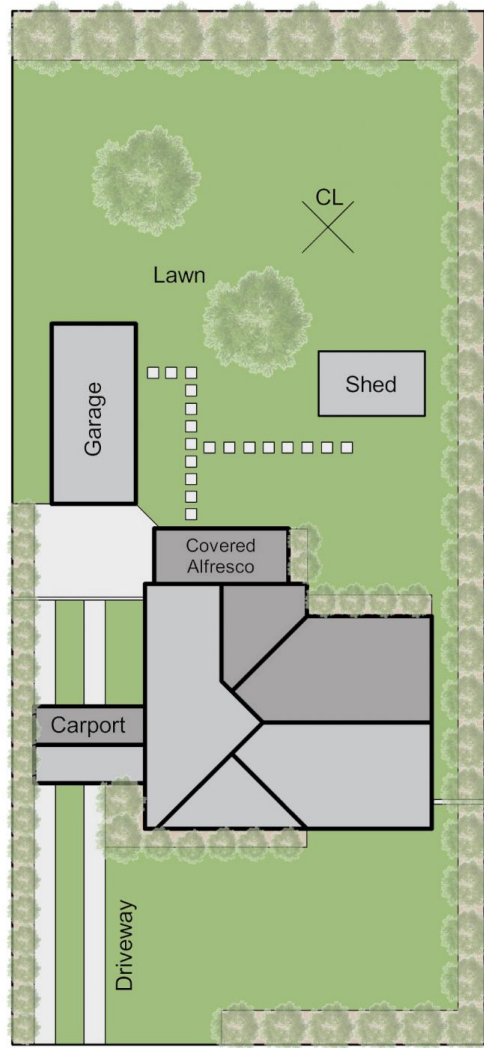 CL
Lawn
Shed
Garage
Covered
Alfresco
Carport
Driveway